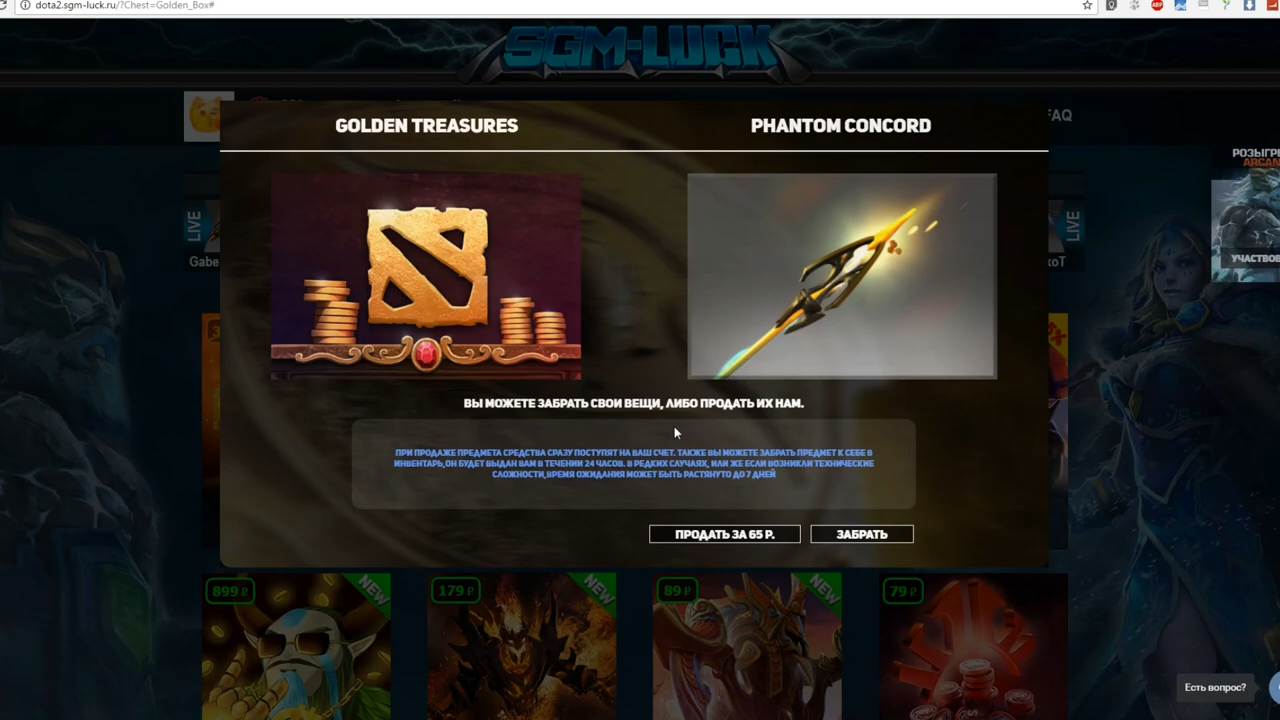 dota2.sgm-luck.ru/?Chest=Golden_Box#
SGM-LUCK
FAQ
GOLDEN TREASURES
PHANTOM CONCORD
РОЗЫГРЫ
ARCAN
LIVE
LIVE
Gabe
УЧАСТВОВ
ВЫ МОЖЕТЕ ЗАБРАТЬ СВОИ ВЕЩИ, ЛИБО ПРОДАТЬ ИХ НАМ.
ПРИ ПРОДАЖЕ ПРЕДМЕТА СРЕДСТВА СРАЗУ ПОСТУПЯТ НА ВАШ СЧЕТ. ТАКЖЕ ВЫ МОЖЕТЕ ЗАБРАТЬ ПРЕДМЕТ К СЕБЕ В
ИНВЕНТАРЬ,ОН БУДЕТ ВЫДАН ВАМ В ТЕЧЕНИИ 24 ЧАСОВ. В РЕДКИХ СЛУЧАЯХ, ИЛИ ЖЕ ЕСЛИ ВОЗНИКЛИ ТЕХНИЧЕСКИЕ
СЛОЖНОСТИ,ВРЕМЯ ОЖИДАНИЯ МОЖЕТ БЫТЬ РАСТЯНУТО ДО 7 ДНЕЙ
ПРОДАТЬ ЗА 65 Р.
ЗАБРАТЬ
899 ₽
NEW
179 ₽
NEW
89 ₽
NEW
79 ₽
Есть вопрос?